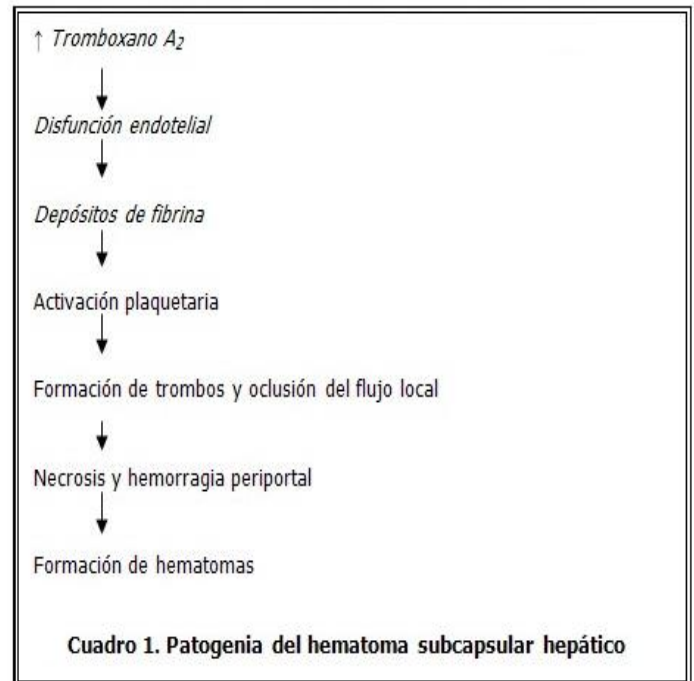 ↑ Tromboxano A₂
Disfunción endotelial
Depósitos de fibrina
Activación plaquetaria
Formación de trombos y oclusión del flujo local
Necrosis y hemorragia periportal
Formación de hematomas
Cuadro 1. Patogenia del hematoma subcapsular hepático